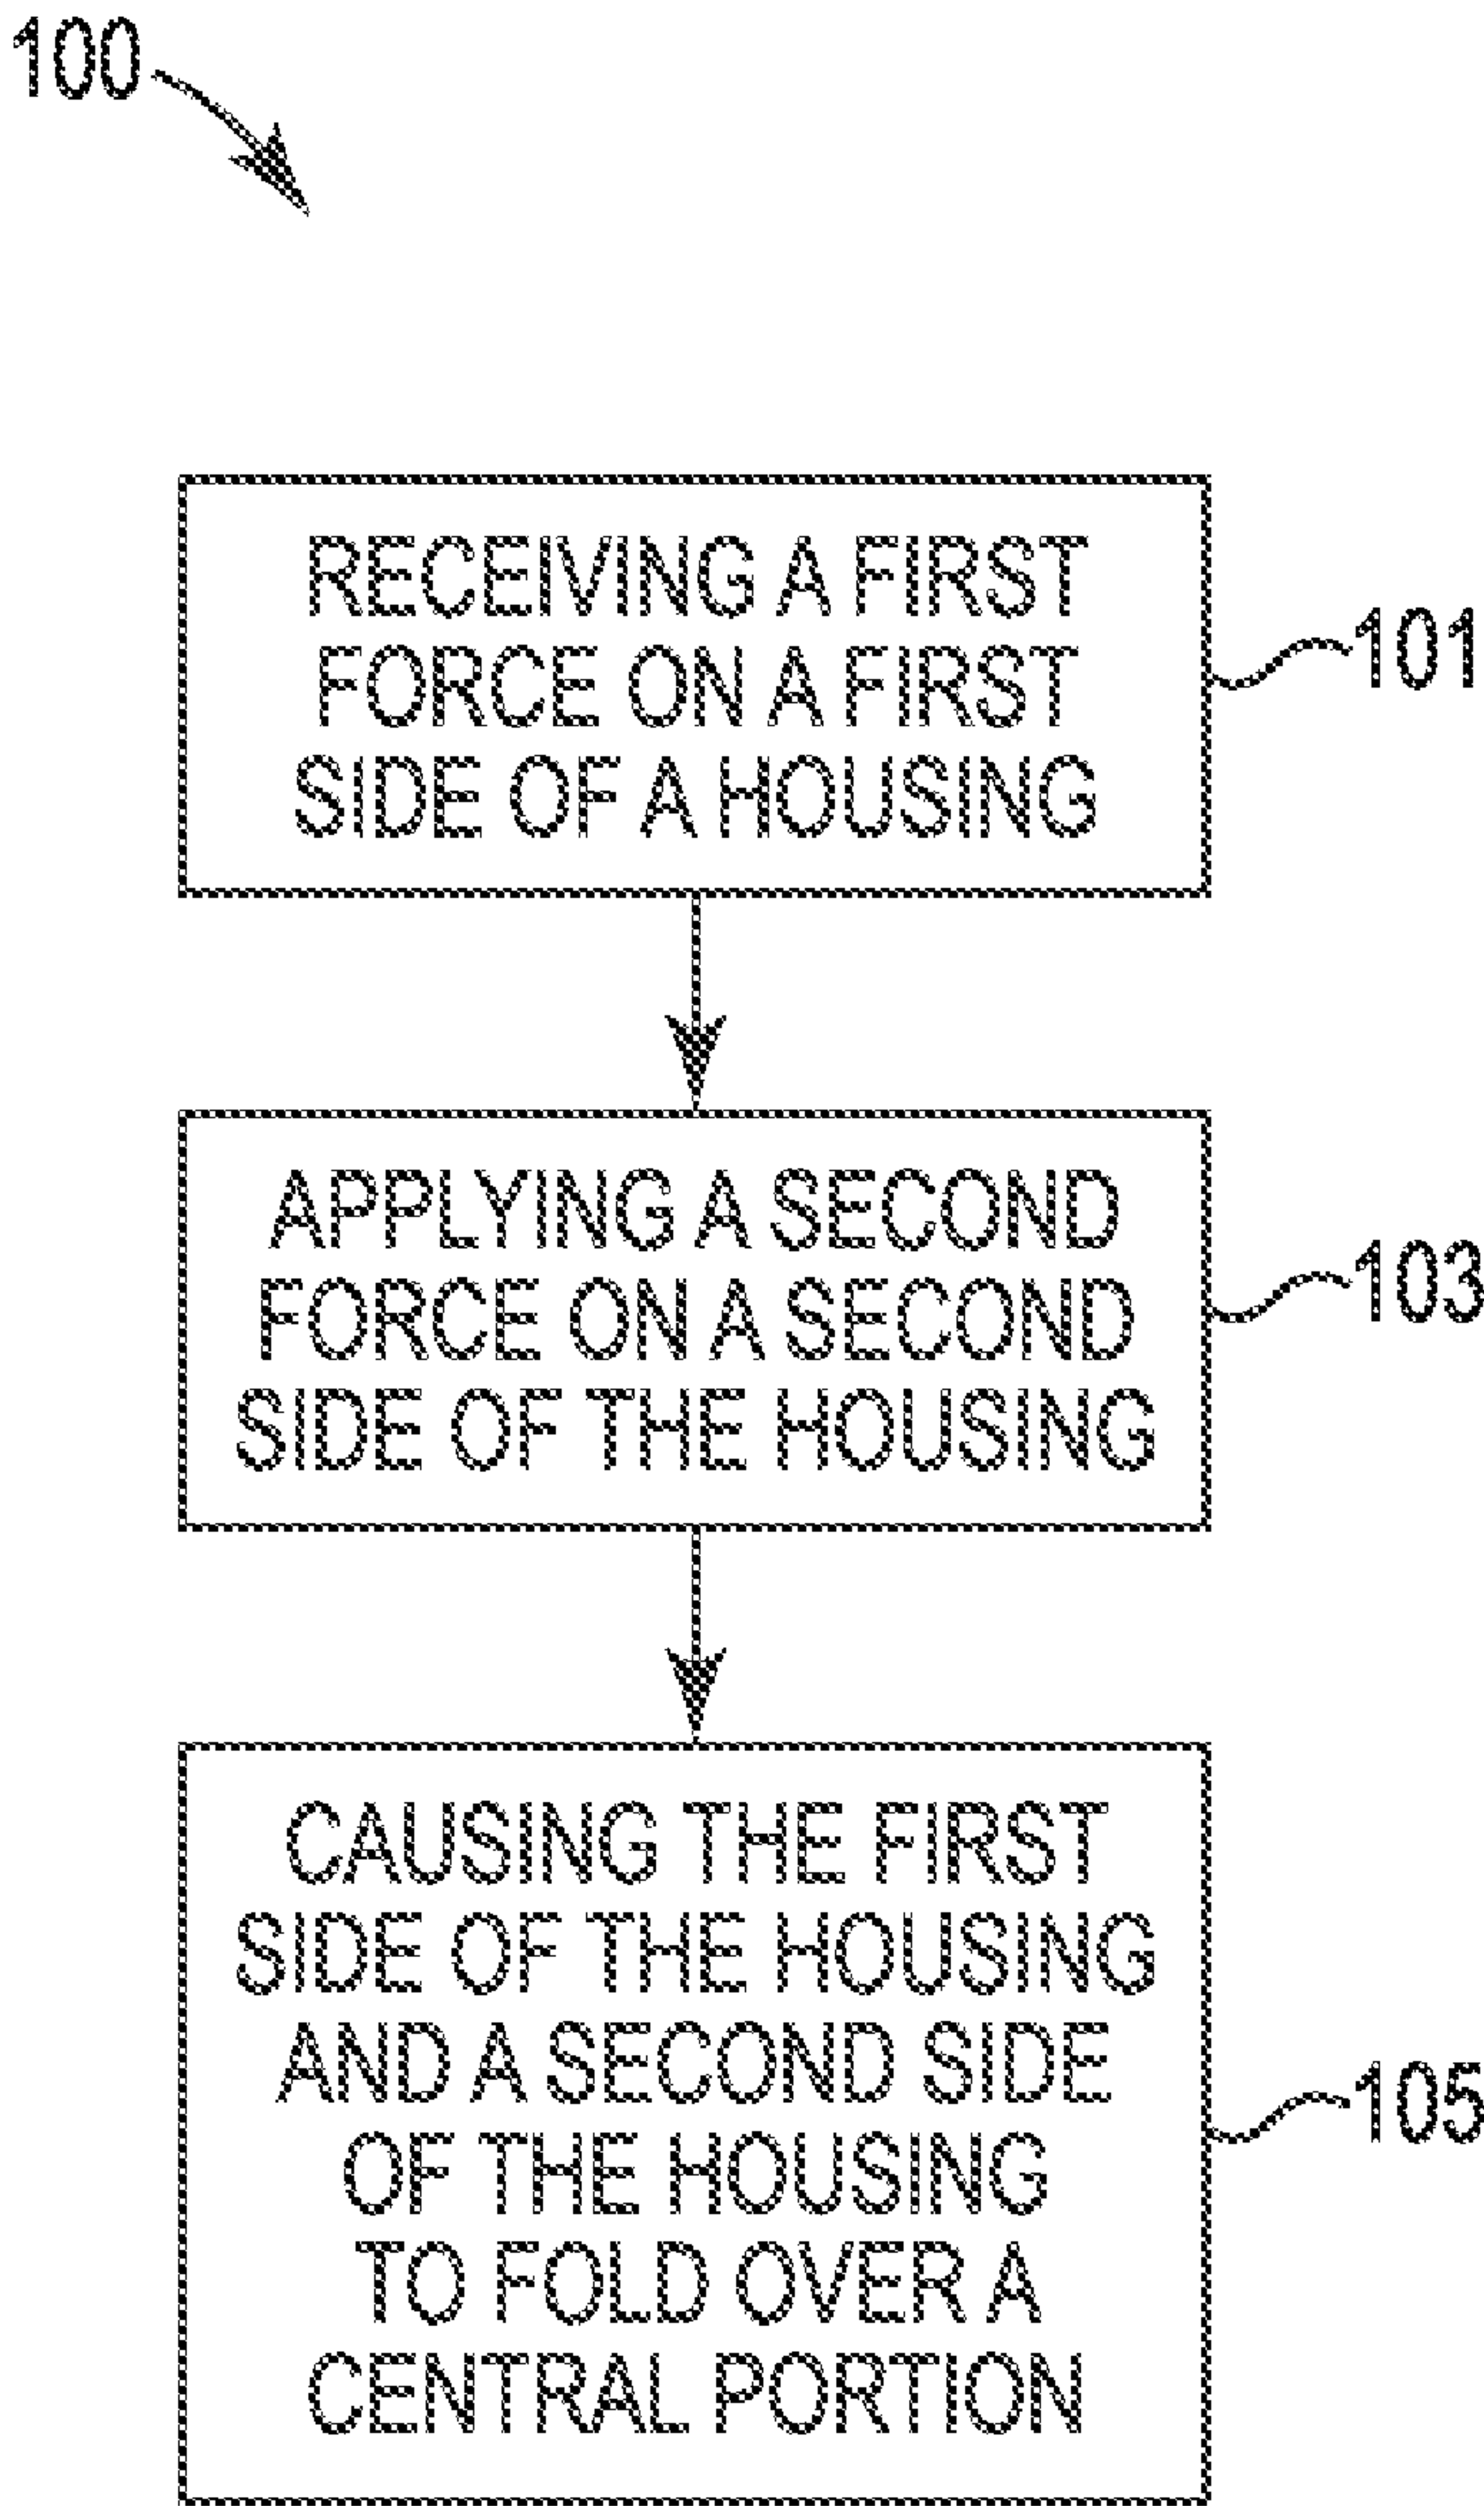 100
RECEIVING A FIRST
FORCE ON A FIRST
SIDE OF A HOUSING
101
APPLYING A SECOND
FORCE ON A SECOND
SIDE OF THE HOUSING
103
CAUSING THE FIRST
SIDE OF THE HOUSING
AND A SECOND SIDE
OF THE HOUSING
TO FOLD OVER A
CENTRAL PORTION
105